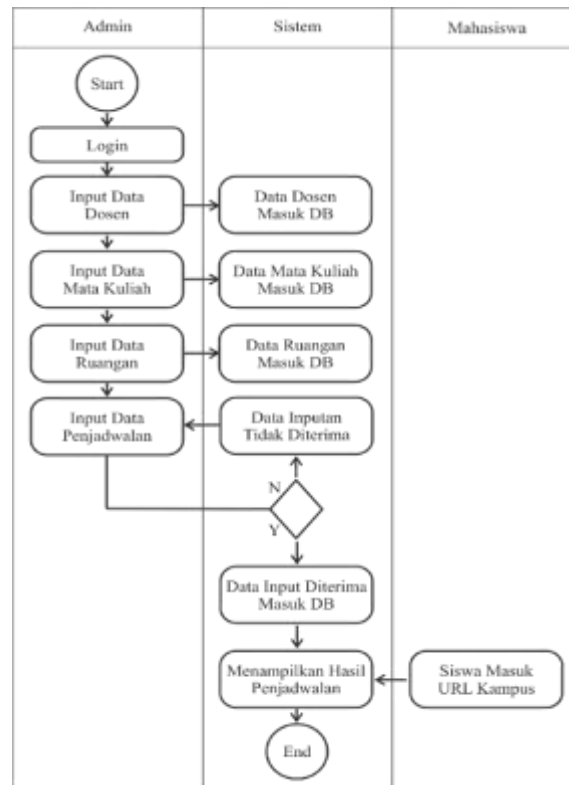 Admin
Sistem
Mahasiswa
Start
Login
Input Data
Dosen
Data Dosen
Masuk DB
Input Data
Mata Kuliah
Data Mata Kuliah
Masuk DB
Input Data
Ruangan
Data Ruangan
Masuk DB
Input Data
Penjadwalan
Data Inputan
Tidak Diterima
N
Y
Data Input Diterima
Masuk DB
Menampilkan Hasil
Penjadwalan
Siswa Masuk
URL Kampus
End